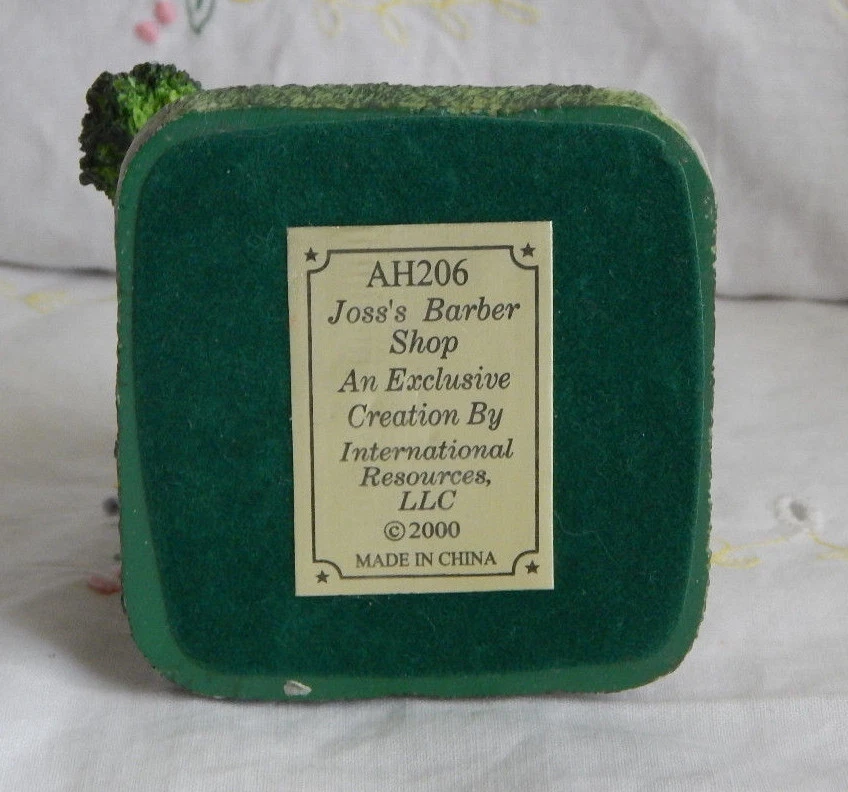 AH206
Joss's Barber
Shop
An Exclusive
Creation By
International
Resources,
LLC
©2000
MADE IN CHINA